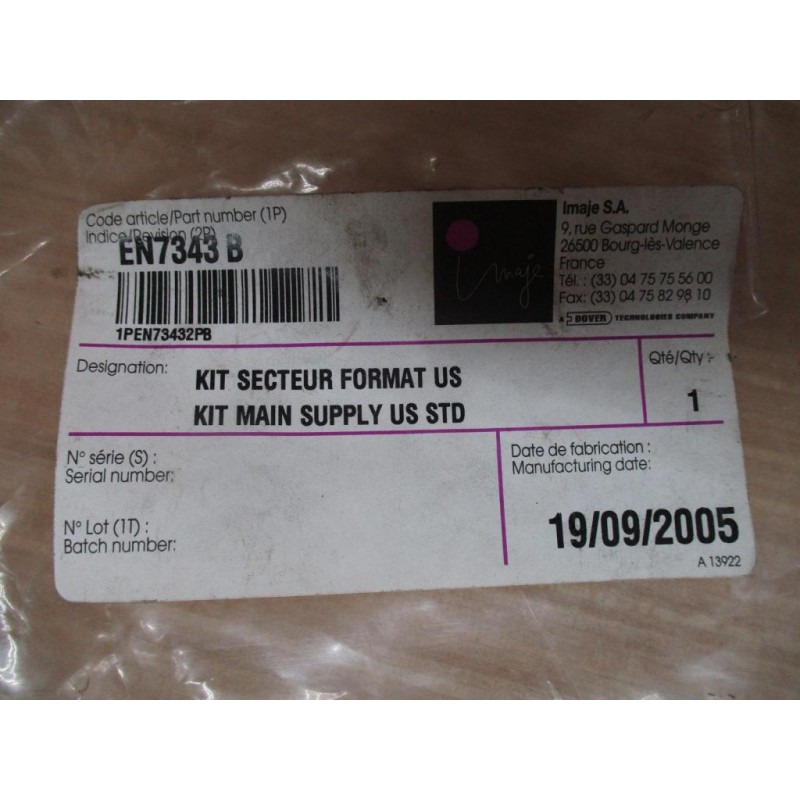 Code article/Part number (1P)
Indice/Revision (2P)
EN7343 B
1PEN73432PB
imaje
Imaje S.A.
9, rue Gaspard Monge
26500 Bourg-lès-Valence
France
Tél. : (33) 04 75 75 56 00
Fax: (33) 04 75 82 98 10
A DOVER TECHNOLOGIES COMPANY
Designation:
KIT SECTEUR FORMAT US
KIT MAIN SUPPLY US STD
Qté/Qty :
1
N° série (S) :
Serial number:
N° Lot (1T) :
Batch number:
Date de fabrication :
Manufacturing date:
19/09/2005
A 13922